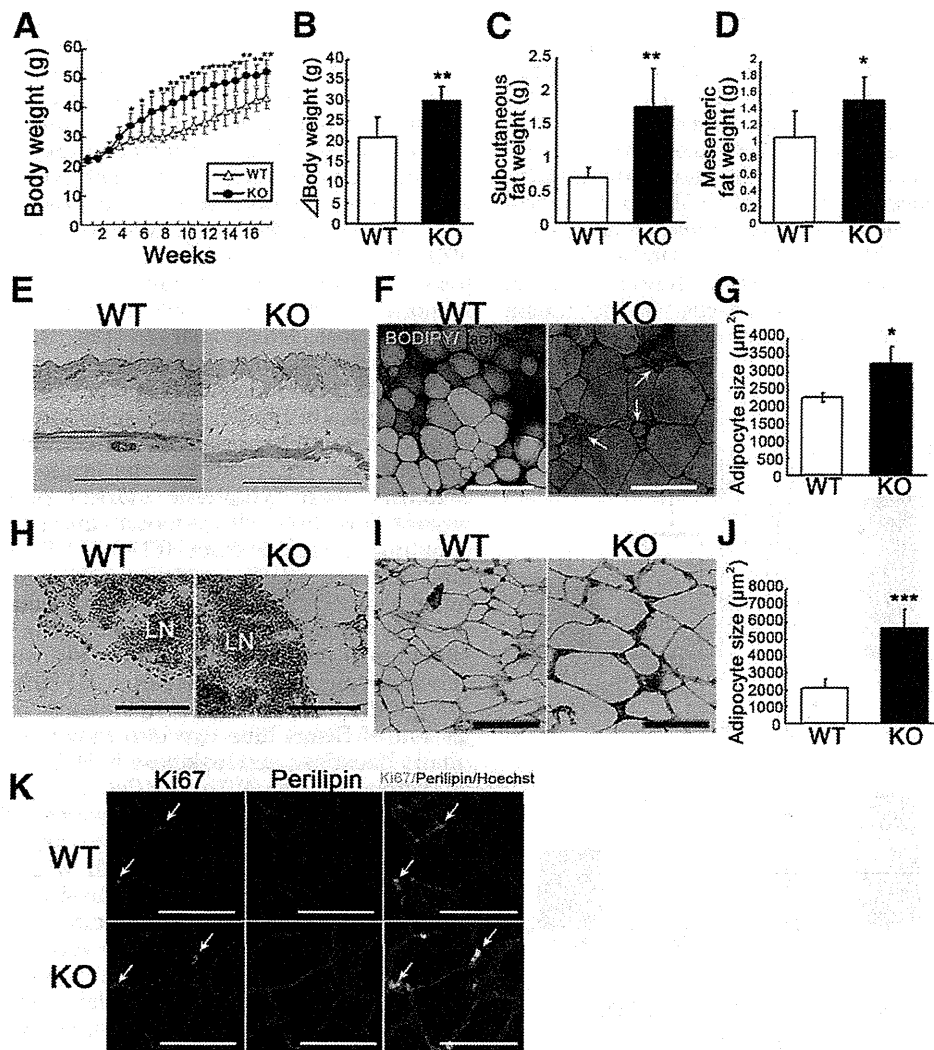 A
Body weight (g)
60
50
40
30
20
10
0
2 4 6 8 10 12 14 16
Weeks
WT
KO
* * ** ** ** ** ** ** ** ** ** ** ** **
B
⊿Body weight (g)
40
35
30
25
20
15
10
5
0
**
WT KO
C
Subcutaneous
fat weight (g)
2.5
2
1.5
1
0.5
0
**
WT KO
D
Mesenteric
fat weight (g)
2
1.8
1.6
1.4
1.2
1
0.8
0.6
0.4
0.2
0
*
WT KO
E
WT KO
F
WT KO
BODIPY/
G
Adipocyte size (μm²)
4000
3500
3000
2500
2000
1500
1000
500
0
*
WT KO
H
WT KO
LN
LN
I
WT KO
J
Adipocyte size (μm²)
8000
7000
6000
5000
4000
3000
2000
1000
0
***
WT KO
K
Ki67 Perilipin Ki67/Perilipin/Hoechst
WT
KO